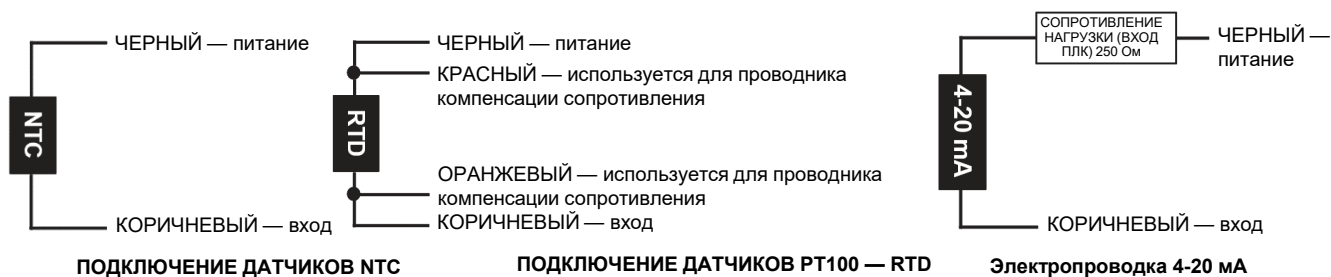 ЧЕРНЫЙ — питание
NTC
КОРИЧНЕВЫЙ — вход
ПОДКЛЮЧЕНИЕ ДАТЧИКОВ NTC
ЧЕРНЫЙ — питание
КРАСНЫЙ — используется для проводника
компенсации сопротивления
RTD
ОРАНЖЕВЫЙ — используется для проводника
компенсации сопротивления
КОРИЧНЕВЫЙ — вход
ПОДКЛЮЧЕНИЕ ДАТЧИКОВ PT100 — RTD
СОПРОТИВЛЕНИЕ
НАГРУЗКИ (ВХОД
ПЛК) 250 Ом
ЧЕРНЫЙ —
питание
4-20 mA
КОРИЧНЕВЫЙ — вход
Электропроводка 4-20 мА